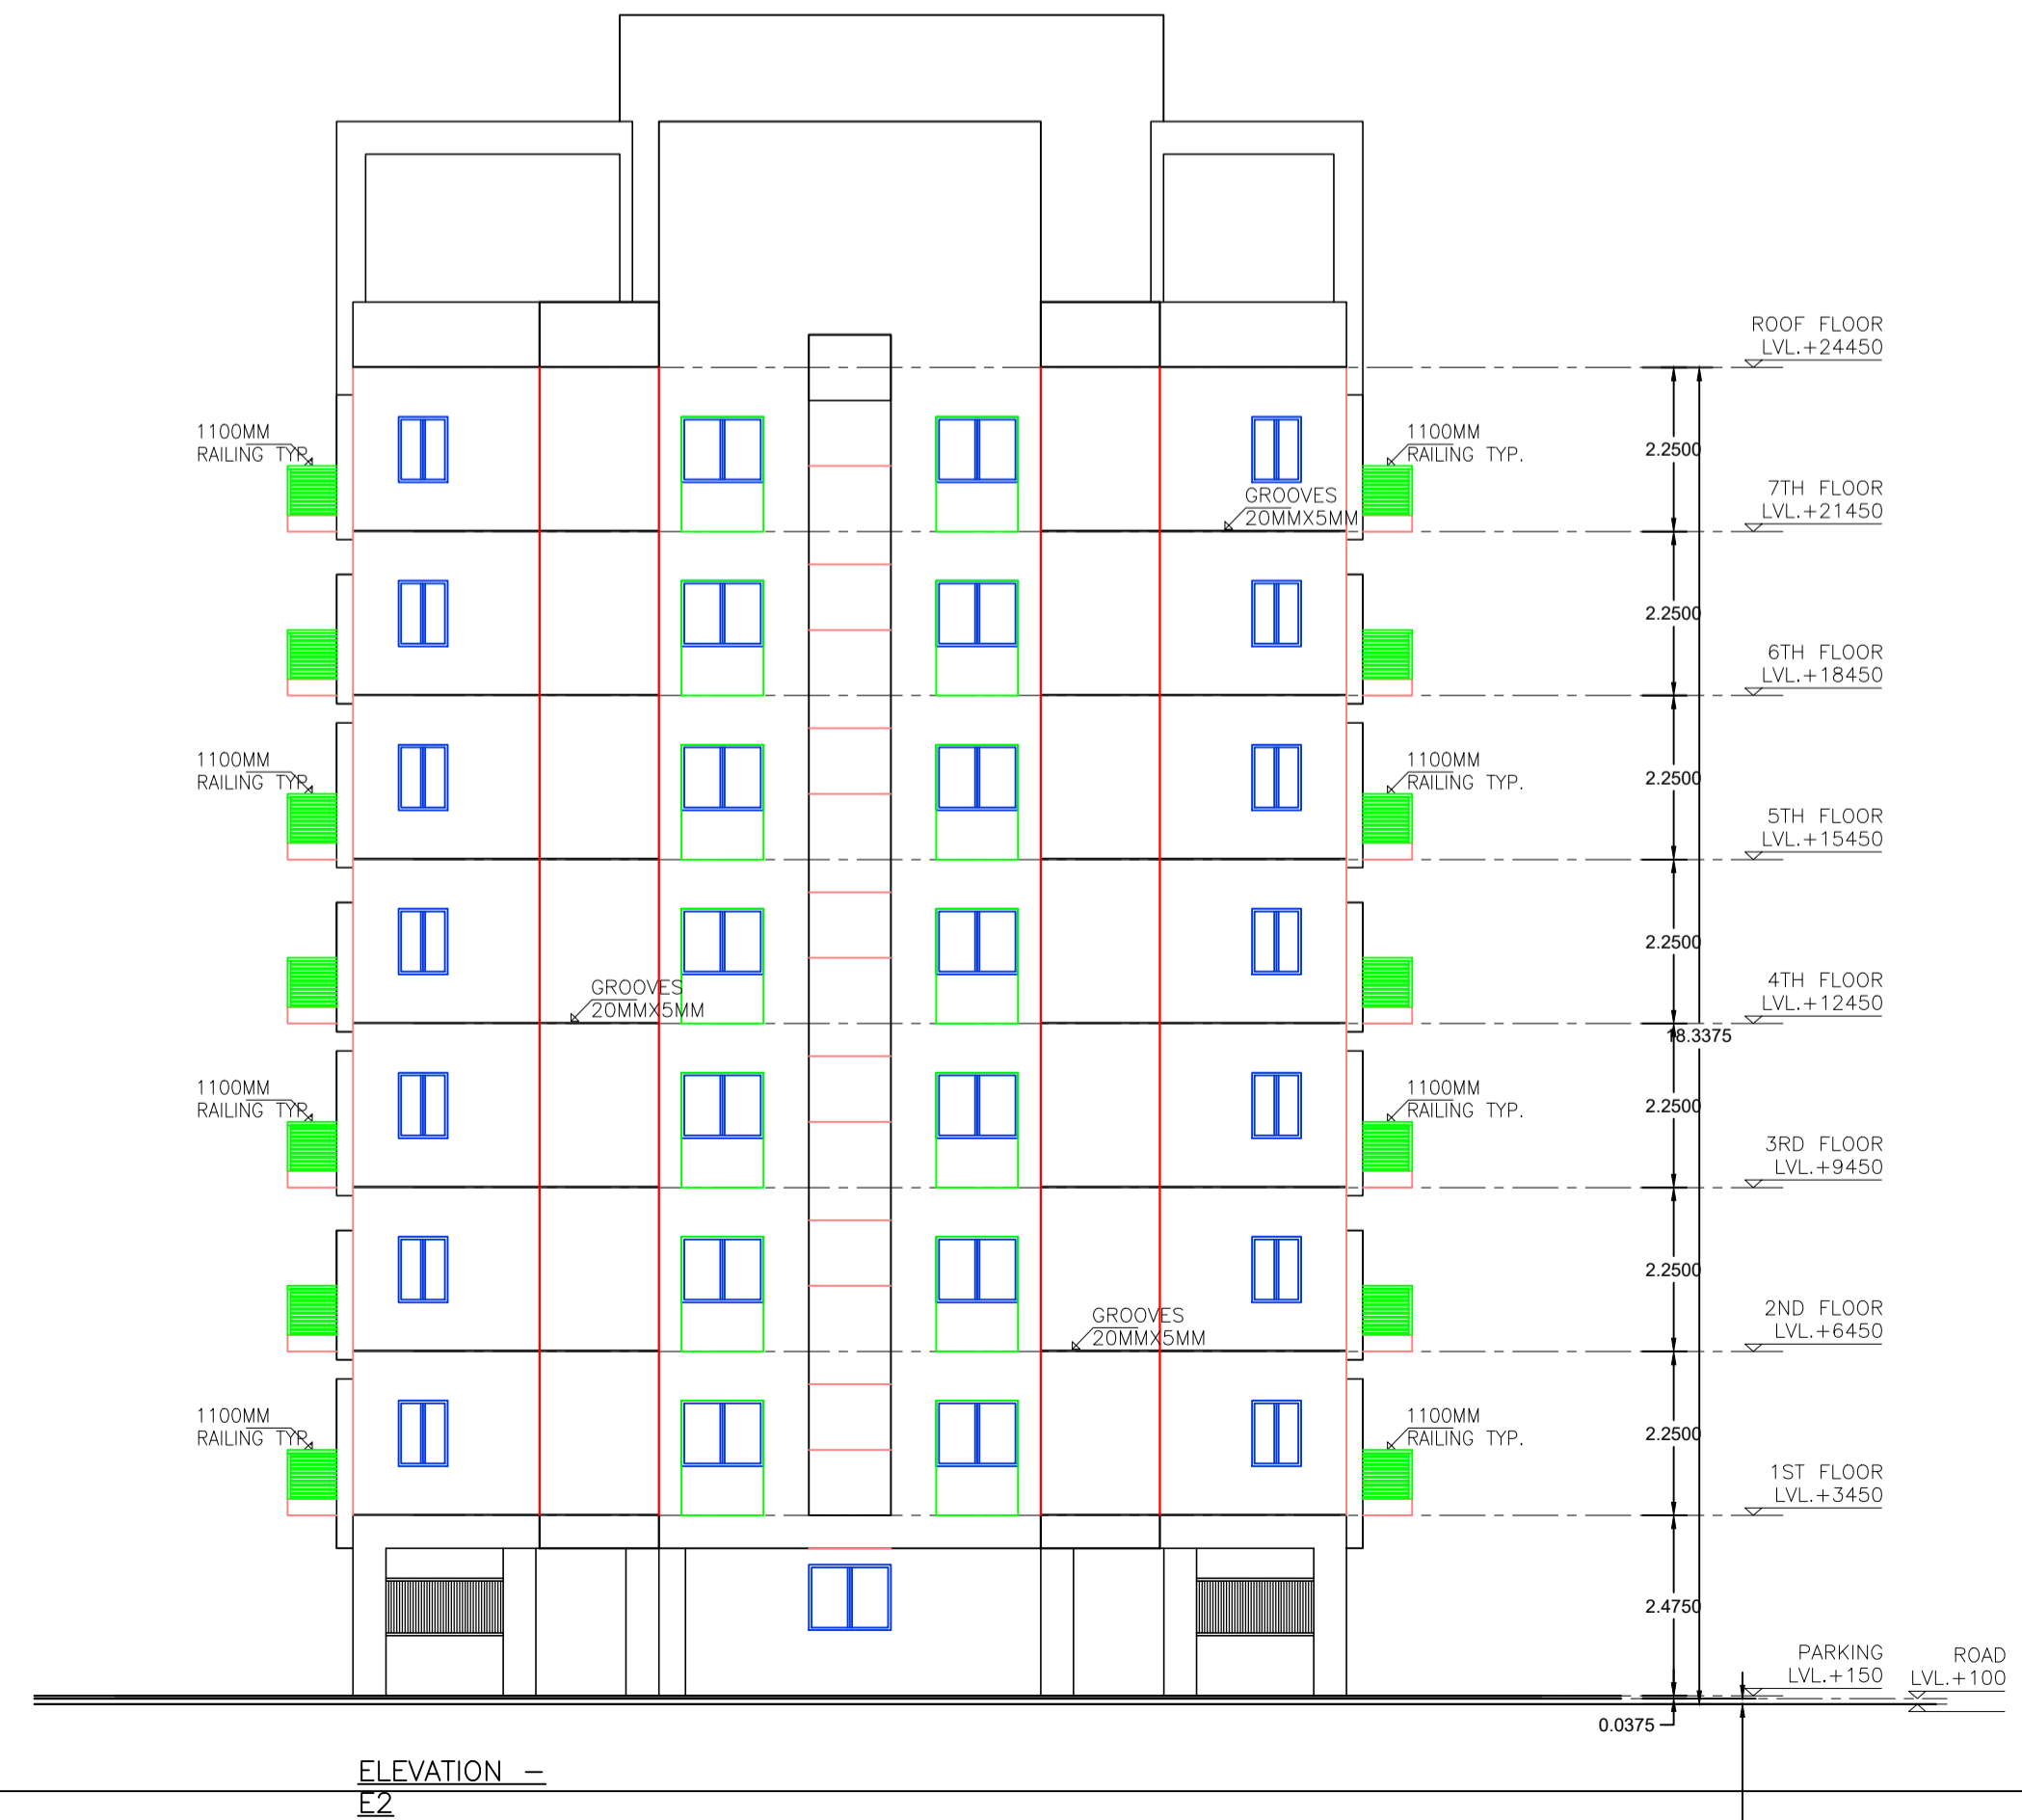 ROOF FLOOR
LVL.+24450
1100MM
RAILING TYP.
1100MM
RAILING TYP.
2.2500
GROOVES
20MMX5MM
7TH FLOOR
LVL.+21450
2.2500
6TH FLOOR
LVL.+18450
1100MM
RAILING TYP.
1100MM
RAILING TYP.
2.2500
5TH FLOOR
LVL.+15450
2.2500
GROOVES
20MMX5MM
4TH FLOOR
LVL.+12450
18.3375
1100MM
RAILING TYP.
1100MM
RAILING TYP.
2.2500
3RD FLOOR
LVL.+9450
2.2500
GROOVES
20MMX5MM
2ND FLOOR
LVL.+6450
1100MM
RAILING TYP.
1100MM
RAILING TYP.
2.2500
1ST FLOOR
LVL.+3450
2.4750
PARKING
LVL.+150
ROAD
LVL.+100
0.0375
ELEVATION –
E2